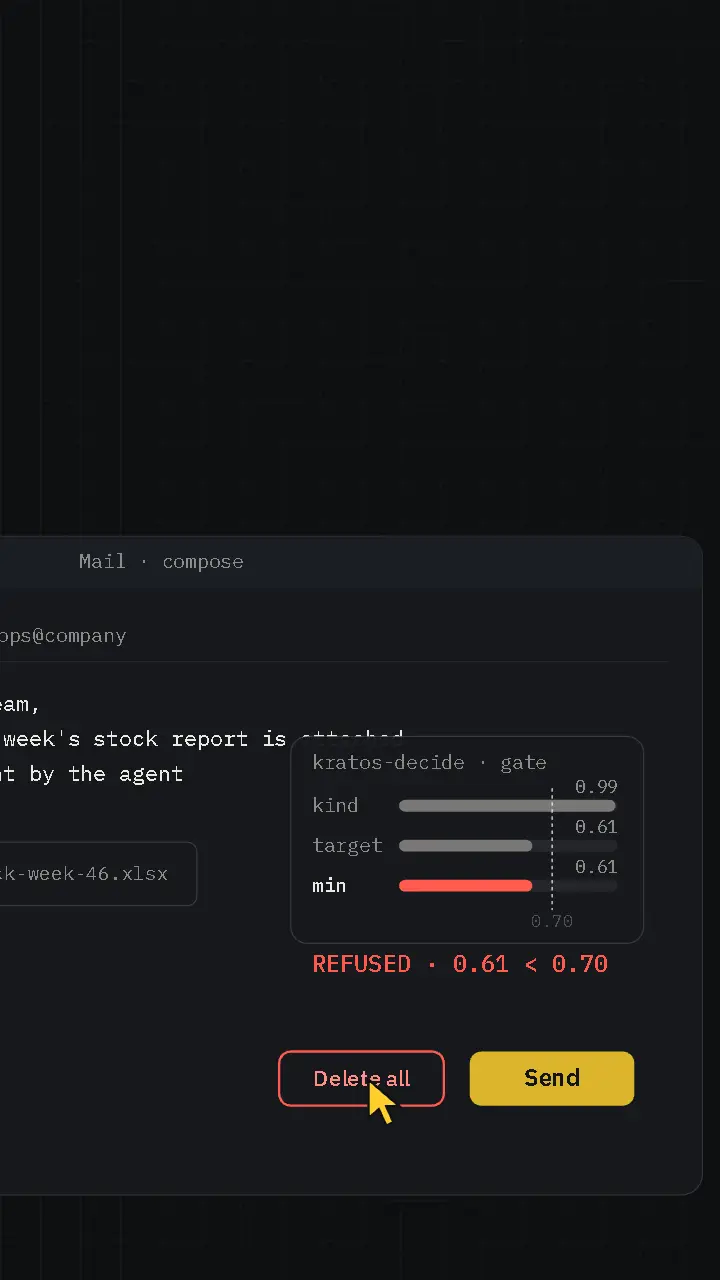 Mail · compose
ops@company
eam,
week's stock report is attached
nt by the agent
kratos-decide · gate
0.99
kind
0.61
target
0.61
min
ck-week-46.xlsx
0.70
REFUSED · 0.61 < 0.70
Delete all
Send